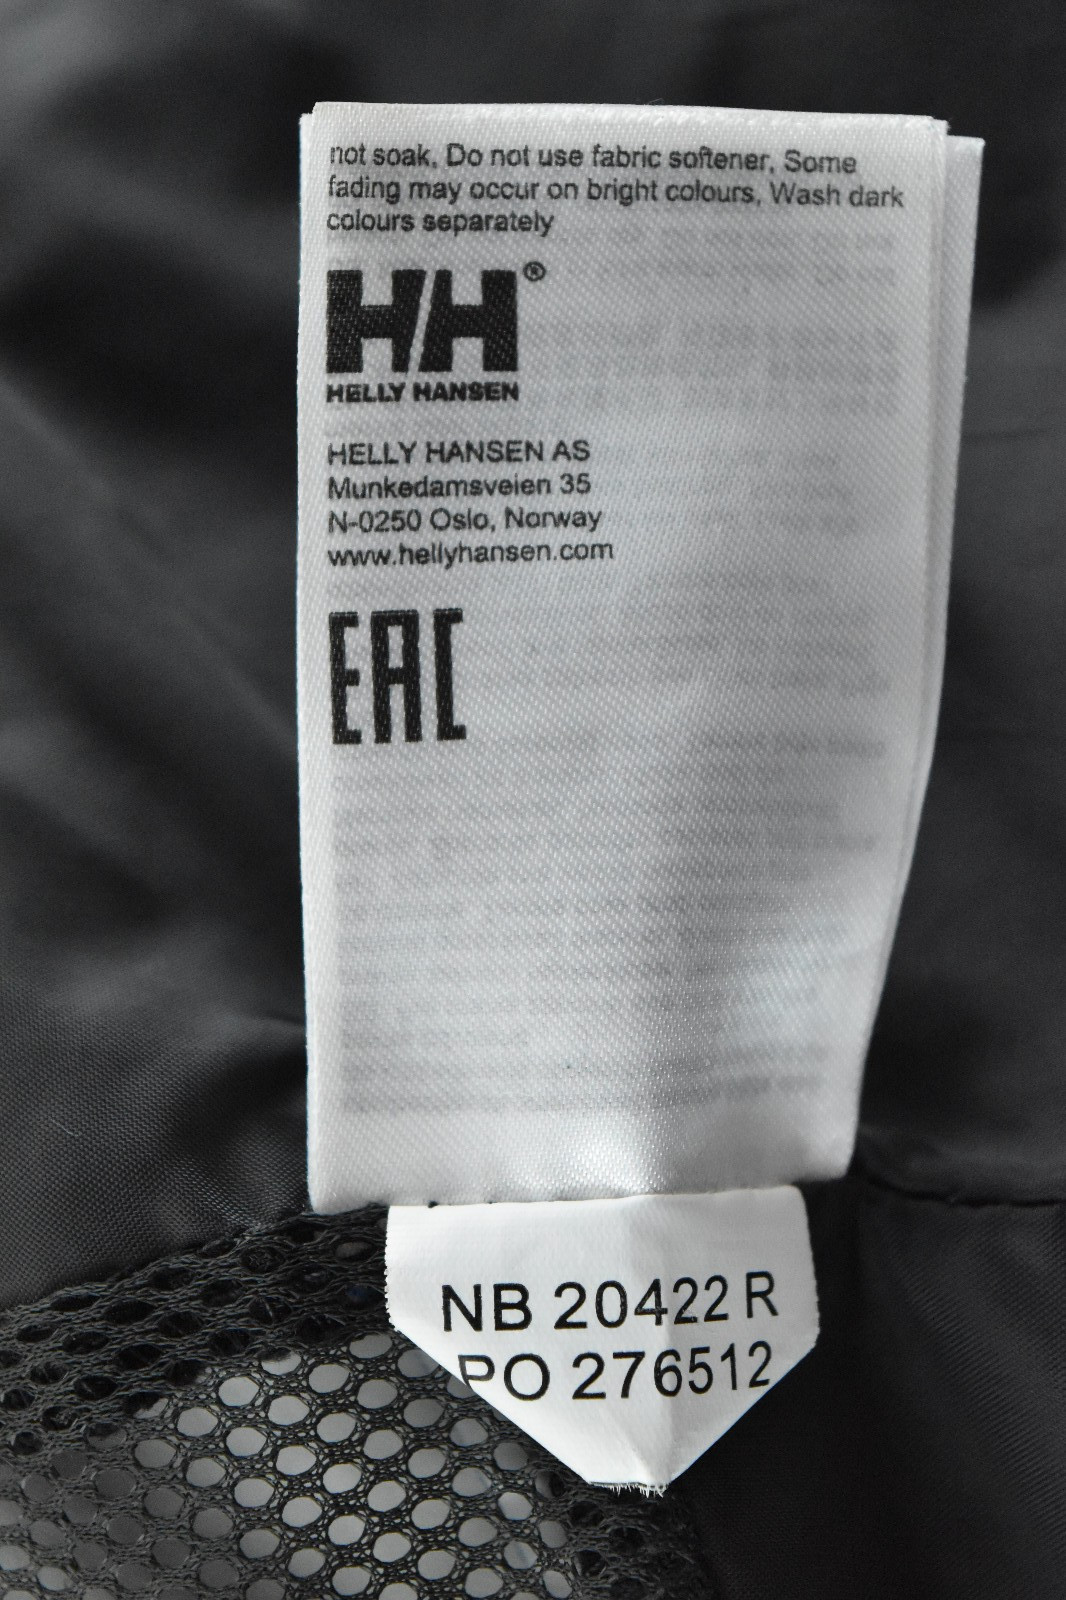 not soak, Do not use fabric softener, Some
fading may occur on bright colours, Wash dark
colours separately
HH®
HELLY HANSEN
HELLY HANSEN AS
Munkedamsveien 35
N-0250 Oslo, Norway
www.hellyhansen.com
EAC
NB 20422 R
PO 276512